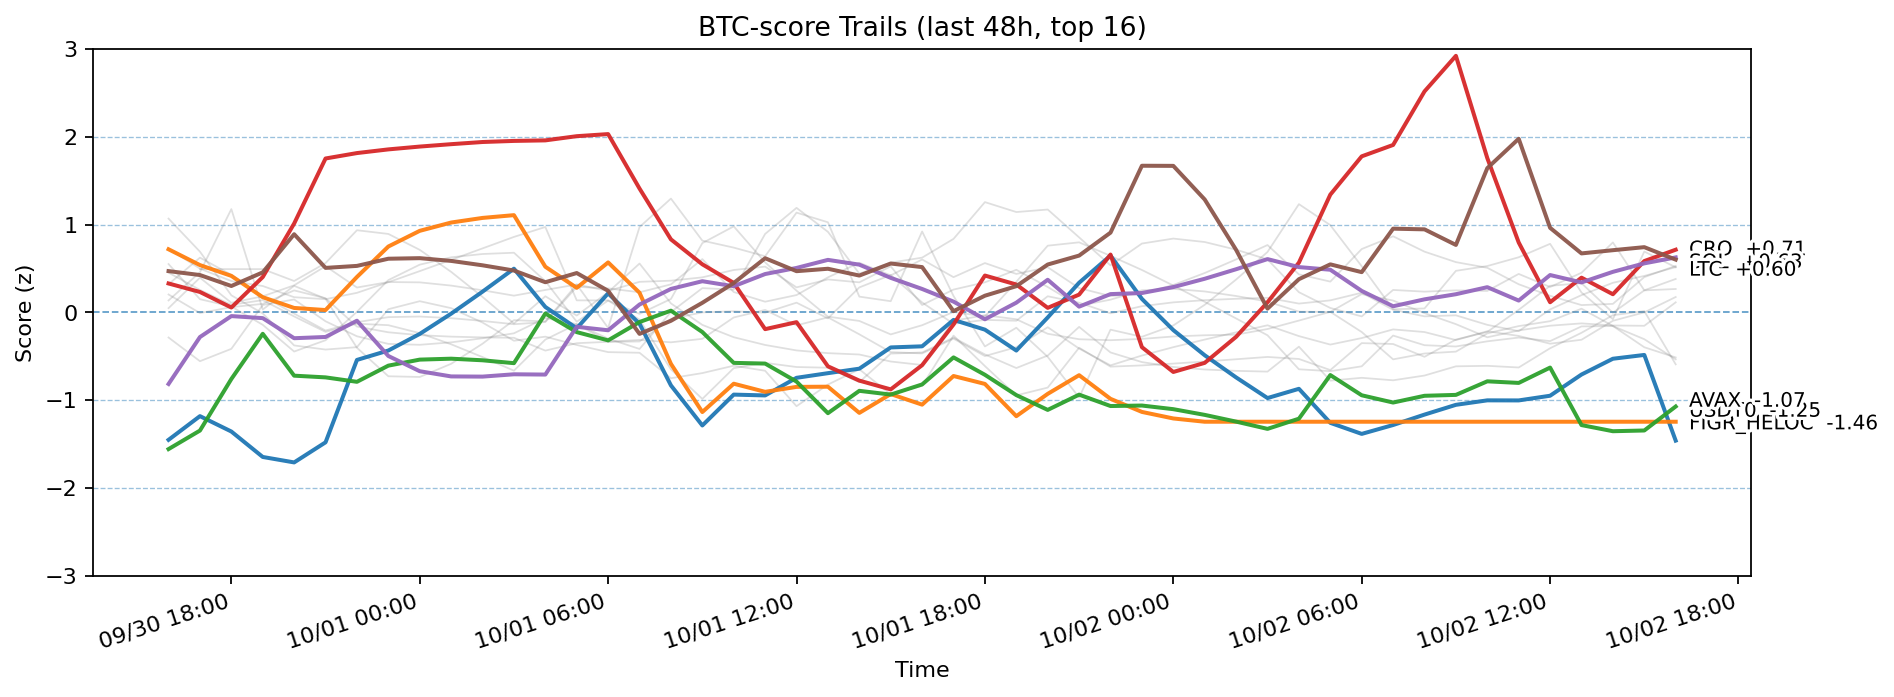 BTC-score Trails (last 48h, top 16)
Score (z)
3
2
1
0
−1
−2
−3
CRO +0.71
LTC +0.60
AVAX -1.07
USDT0 -1.25
FIGR_HELOC -1.46
09/30 18:00
10/01 00:00
10/01 06:00
10/01 12:00
10/01 18:00
10/02 00:00
10/02 06:00
10/02 12:00
10/02 18:00
Time